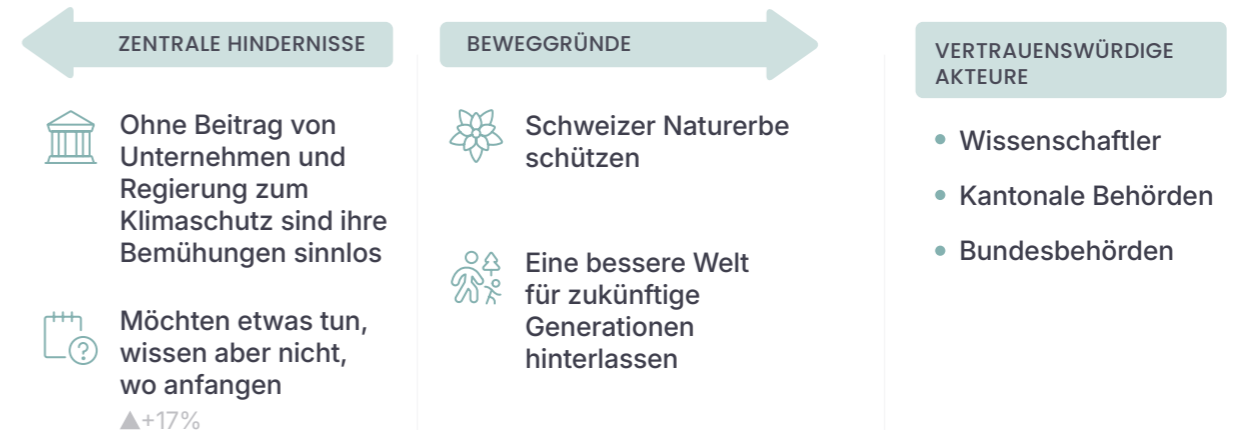 ZENTRALE HINDERNISSE
Ohne Beitrag von
Unternehmen und
Regierung zum
Klimaschutz sind ihre
Bemühungen sinnlos
Möchten etwas tun,
wissen aber nicht,
wo anfangen
▲+17%
BEWEGGRÜNDE
Schweizer Naturerbe
schützen
Eine bessere Welt
für zukünftige
Generationen
hinterlassen
VERTRAUENSWÜRDIGE
AKTEURE
• Wissenschaftler
• Kantonale Behörden
• Bundesbehörden